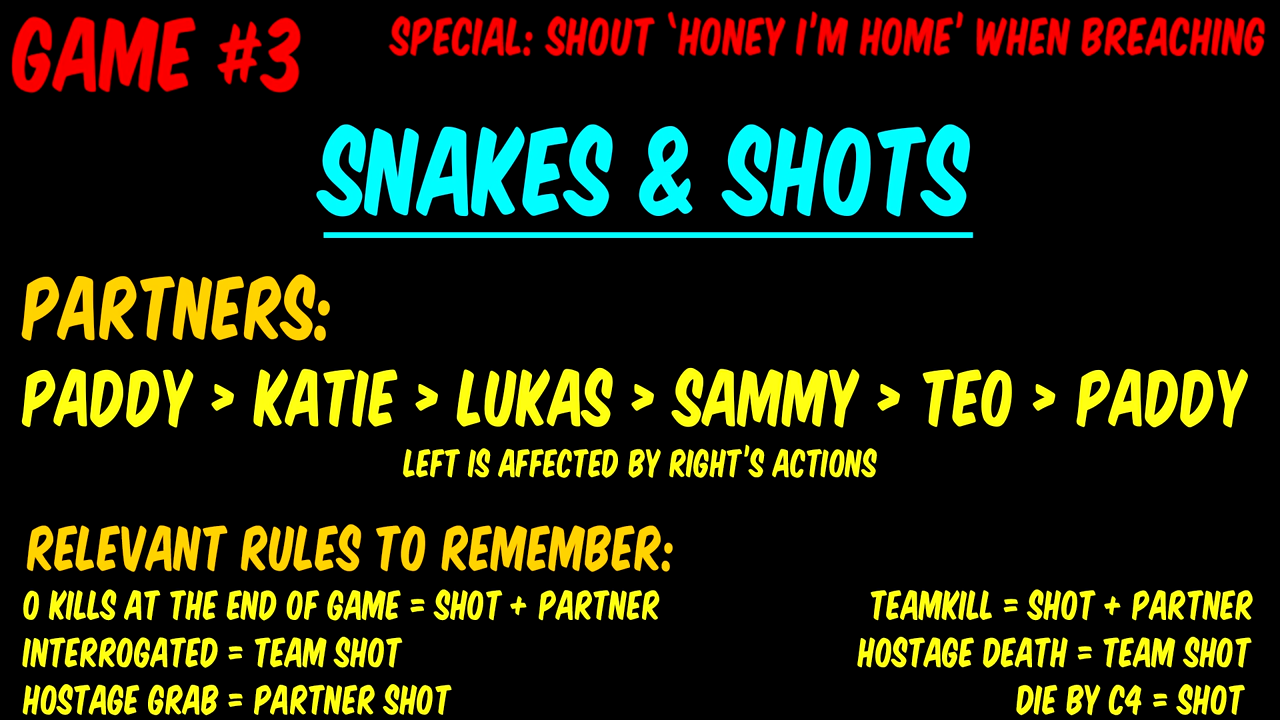 GAME #3
SPECIAL: SHOUT 'HONEY I'M HOME' WHEN BREACHING
SNAKES & SHOTS
PARTNERS:
PADDY > KATIE > LUKAS > SAMMY > TEO > PADDY
LEFT IS AFFECTED BY RIGHT'S ACTIONS
RELEVANT RULES TO REMEMBER:
0 KILLS AT THE END OF GAME = SHOT + PARTNER
INTERROGATED = TEAM SHOT
HOSTAGE GRAB = PARTNER SHOT
TEAMKILL = SHOT + PARTNER
HOSTAGE DEATH = TEAM SHOT
DIE BY C4 = SHOT